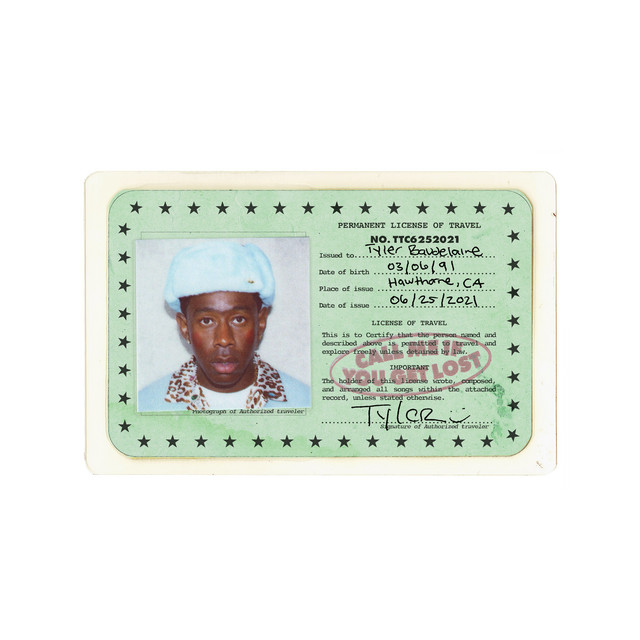 PERMANENT LICENSE OF TRAVEL
NO. TTC6252021
Issued to Tyler Baudelaire
Date of birth 03/06/91
Place of issue Hawthorne, CA
Date of issue 06/25/2021
LICENSE OF TRAVEL
This is to Certify that the person named and
described above is permitted to travel and
explore freely unless detained by law.
CALL ME IF
YOU GET LOST
IMPORTANT
The holder of this license wrote, composed,
and arranged all songs within the attached
record, unless stated otherwise.
TYLER
Photograph of Authorized traveler
Signature of Authorized traveler